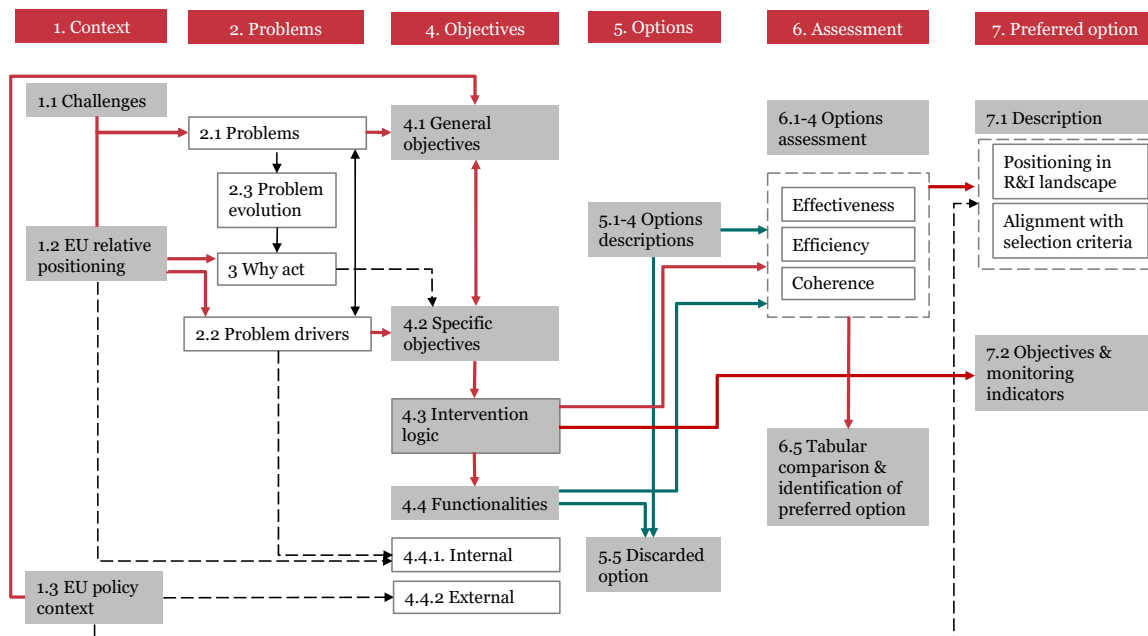 1. Context
2. Problems
4. Objectives
5. Options
6. Assessment
7. Preferred option
1.1 Challenges
1.2 EU relative
positioning
1.3 EU policy
context
2.1 Problems
2.3 Problem
evolution
3 Why act
2.2 Problem drivers
4.1 General
objectives
4.2 Specific
objectives
4.3 Intervention
logic
4.4 Functionalities
4.4.1. Internal
4.4.2 External
5.1-4 Options
descriptions
5.5 Discarded
option
6.1-4 Options
assessment
Effectiveness
Efficiency
Coherence
6.5 Tabular
comparison &
identification of
preferred option
7.1 Description
Positioning in
R&I landscape
Alignment with
selection criteria
7.2 Objectives &
monitoring
indicators